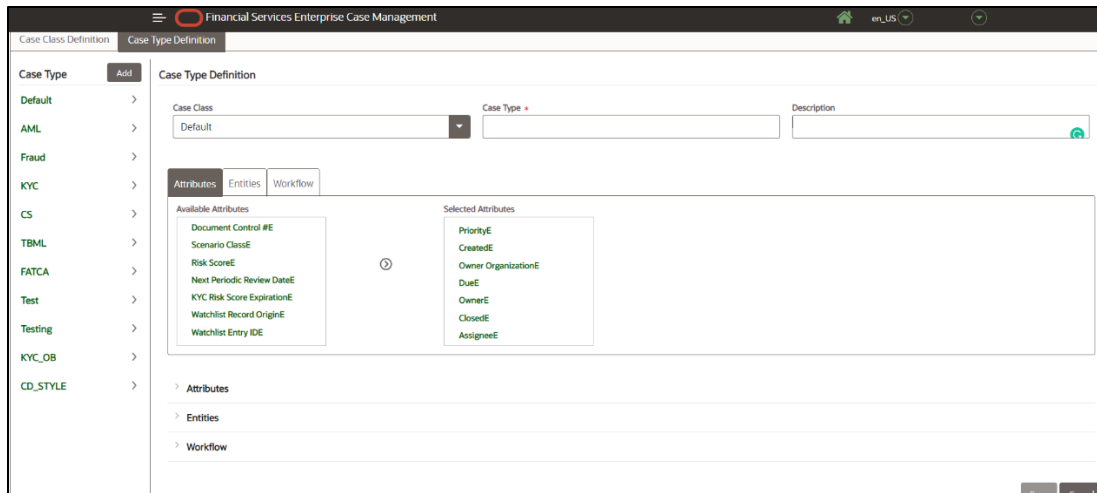 Financial Services Enterprise Case Management
en_US
Case Class Definition
Case Type Definition
Case Type
Add
Default
AML
Fraud
KYC
CS
TBML
FATCA
Test
Testing
KYC_OB
CD_STYLE
Case Type Definition
Case Class
Case Type *
Description
Default
Attributes
Entities
Workflow
Available Attributes
Document Control #E
Scenario ClassE
Risk ScoreE
Next Periodic Review DateE
KYC Risk Score ExpirationE
Watchlist Record OriginE
Watchlist Entry IDE
Selected Attributes
PriorityE
CreatedE
Owner OrganizationE
DueE
OwnerE
ClosedE
AssigneeE
Attributes
Entities
Workflow